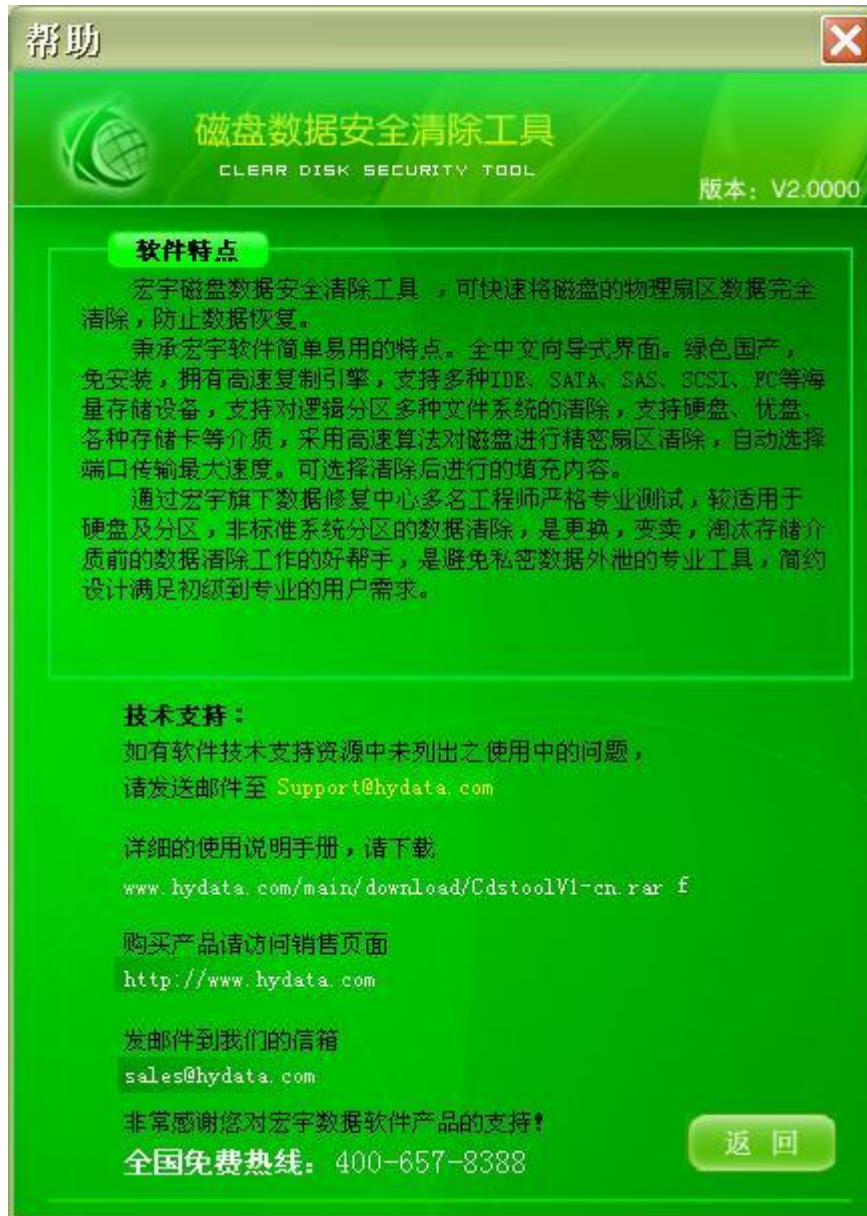 帮助
磁盘数据安全清除工具
CLEAR DISK SECURITY TOOL
版本：V2.0000
软件特点
宏宇磁盘数据安全清除工具 ，可快速将磁盘的物理扇区数据完全
清除，防止数据恢复。
秉承宏宇软件简单易用的特点。全中文向导式界面。绿色国产，
免安装，拥有高速复制引擎，支持多种IDE、SATA、SAS、SCSI、FC等海
量存储设备，支持对逻辑分区多种文件系统的清除，支持硬盘、优盘、
各种存储卡等介质，采用高速算法对磁盘进行精密扇区清除，自动选择
端口传输最大速度。可选择清除后进行的填充内容。
通过宏宇旗下数据修复中心多名工程师严格专业测试，较适用于
硬盘及分区，非标准系统分区的数据清除，是更换，变卖，淘汰存储介
质前的数据清除工作的好帮手，是避免私密数据外泄的专业工具，简约
设计满足初级到专业的用户需求。
技术支持：
如有软件技术支持资源中未列出之使用中的问题，
请发送邮件至 Support@hydata.com
详细的使用说明手册，请下载
www.hydata.com/main/download/CdstoolV1-cn.rar f
购买产品请访问销售页面
http://www.hydata.com
发邮件到我们的信箱
sales@hydata.com
非常感谢您对宏宇数据软件产品的支持！
全国免费热线：400-657-8388
返 回